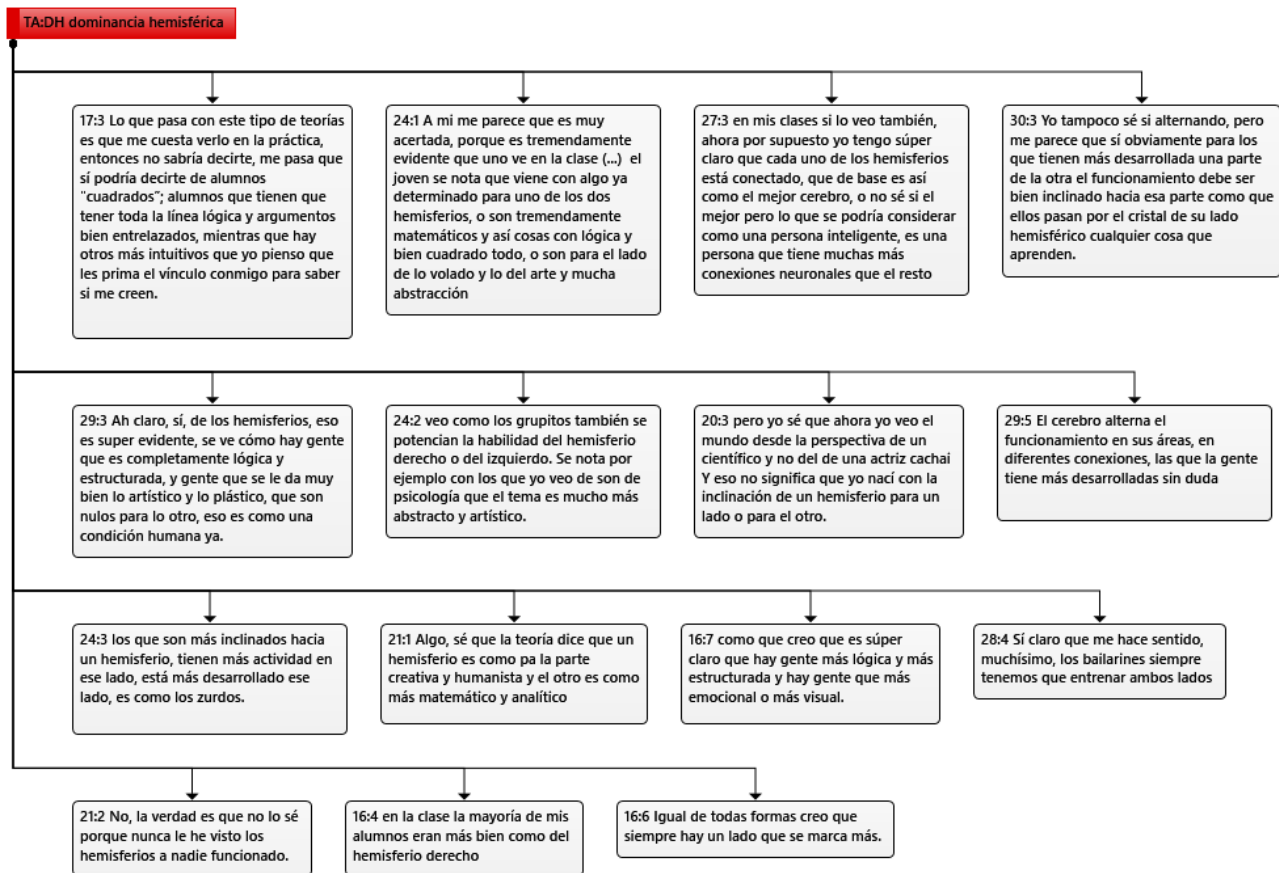 TA:DH dominancia hemisférica
17:3 Lo que pasa con este tipo de teorías
es que me cuesta verlo en la práctica,
entonces no sabría decirte, me pasa que
sí podría decirte de alumnos
"cuadrados"; alumnos que tienen que
tener toda la línea lógica y argumentos
bien entrelazados, mientras que hay
otros más intuitivos que yo pienso que
les prima el vínculo conmigo para saber
si me creen.
24:1 A mi me parece que es muy
acertada, porque es tremendamente
evidente que uno ve en la clase (...) el
joven se nota que viene con algo ya
determinado para uno de los dos
hemisferios, o son tremendamente
matemáticos y así cosas con lógica y
bien cuadrado todo, o son para el lado
de lo volado y lo del arte y mucha
abstracción
27:3 en mis clases si lo veo también,
ahora por supuesto yo tengo súper
claro que cada uno de los hemisferios
está conectado, que de base es así
como el mejor cerebro, o no sé si el
mejor pero lo que se podría considerar
como una persona inteligente, es una
persona que tiene muchas más
conexiones neuronales que el resto
30:3 Yo tampoco sé si alternando, pero
me parece que sí obviamente para los
que tienen más desarrollada una parte
de la otra el funcionamiento debe ser
bien inclinado hacia esa parte como que
ellos pasan por el cristal de su lado
hemisférico cualquier cosa que
aprenden.
29:3 Ah claro, sí, de los hemisferios, eso
es super evidente, se ve cómo hay gente
que es completamente lógica y
estructurada, y gente que se le da muy
bien lo artístico y lo plástico, que son
nulos para lo otro, eso es como una
condición humana ya.
24:2 veo como los grupitos también se
potencian la habilidad del hemisferio
derecho o del izquierdo. Se nota por
ejemplo con los que yo veo de son de
psicología que el tema es mucho más
abstracto y artístico.
20:3 pero yo sé que ahora yo veo el
mundo desde la perspectiva de un
científico y no del de una actriz cachai
Y eso no significa que yo nací con la
inclinación de un hemisferio para un
lado o para el otro.
29:5 El cerebro alterna el
funcionamiento en sus áreas, en
diferentes conexiones, las que la gente
tiene más desarrolladas sin duda
24:3 los que son más inclinados hacia
un hemisferio, tienen más actividad en
ese lado, está más desarrollado ese
lado, es como los zurdos.
21:1 Algo, sé que la teoría dice que un
hemisferio es como pa la parte
creativa y humanista y el otro es como
más matemático y analítico
16:7 como que creo que es súper
claro que hay gente más lógica y más
estructurada y hay gente que más
emocional o más visual.
28:4 Sí claro que me hace sentido,
muchísimo, los bailarines siempre
tenemos que entrenar ambos lados
21:2 No, la verdad es que no lo sé
porque nunca le he visto los
hemisferios a nadie funcionado.
16:4 en la clase la mayoría de mis
alumnos eran más bien como del
hemisferio derecho
16:6 Igual de todas formas creo que
siempre hay un lado que se marca más.